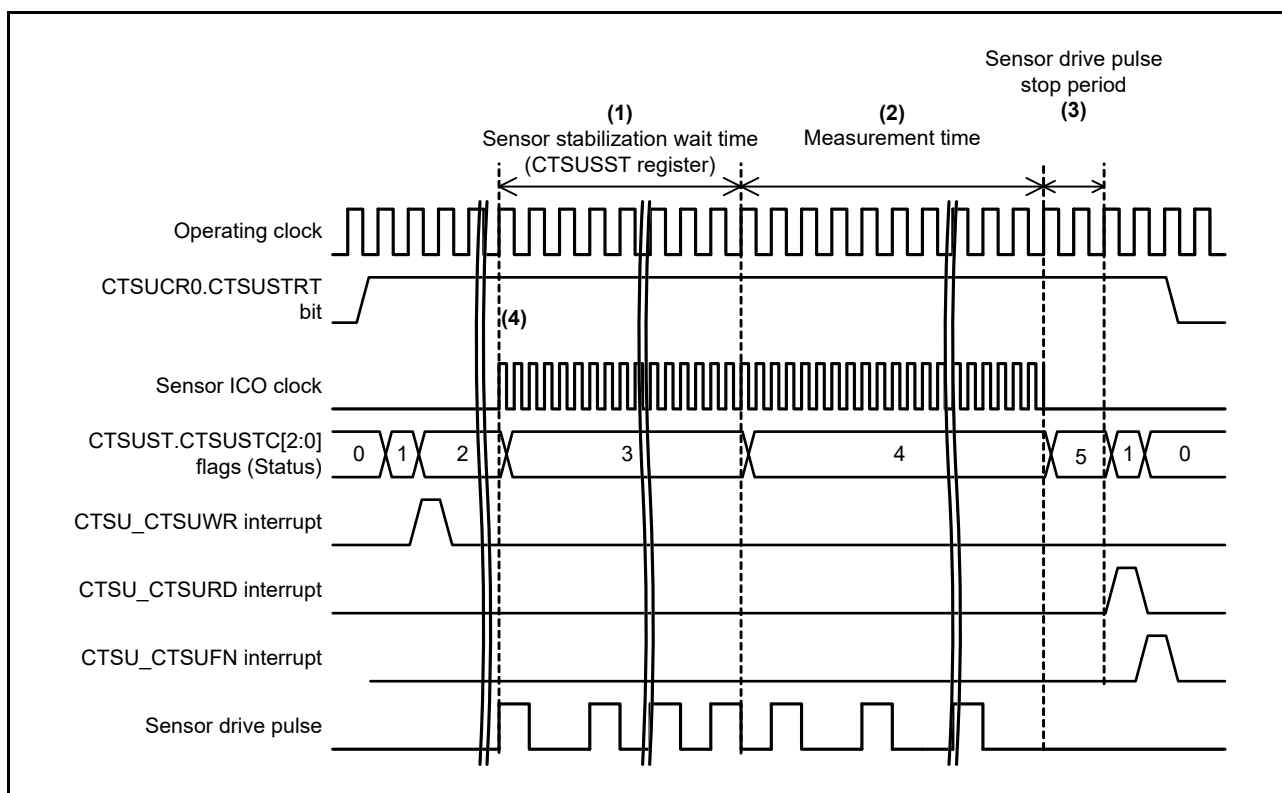 Sensor drive pulse
stop period
(3)
(1)
Sensor stabilization wait time
(CTSUSST register)
(2)
Measurement time
Operating clock
CTSUCR0.CTSUSTRT
bit
(4)
Sensor ICO clock
CTSUST.CTSUSTC[2:0]
flags (Status)
0 1 2 3 4 5 1 0
CTSU_CTSUWR interrupt
CTSU_CTSURD interrupt
CTSU_CTSUFN interrupt
Sensor drive pulse